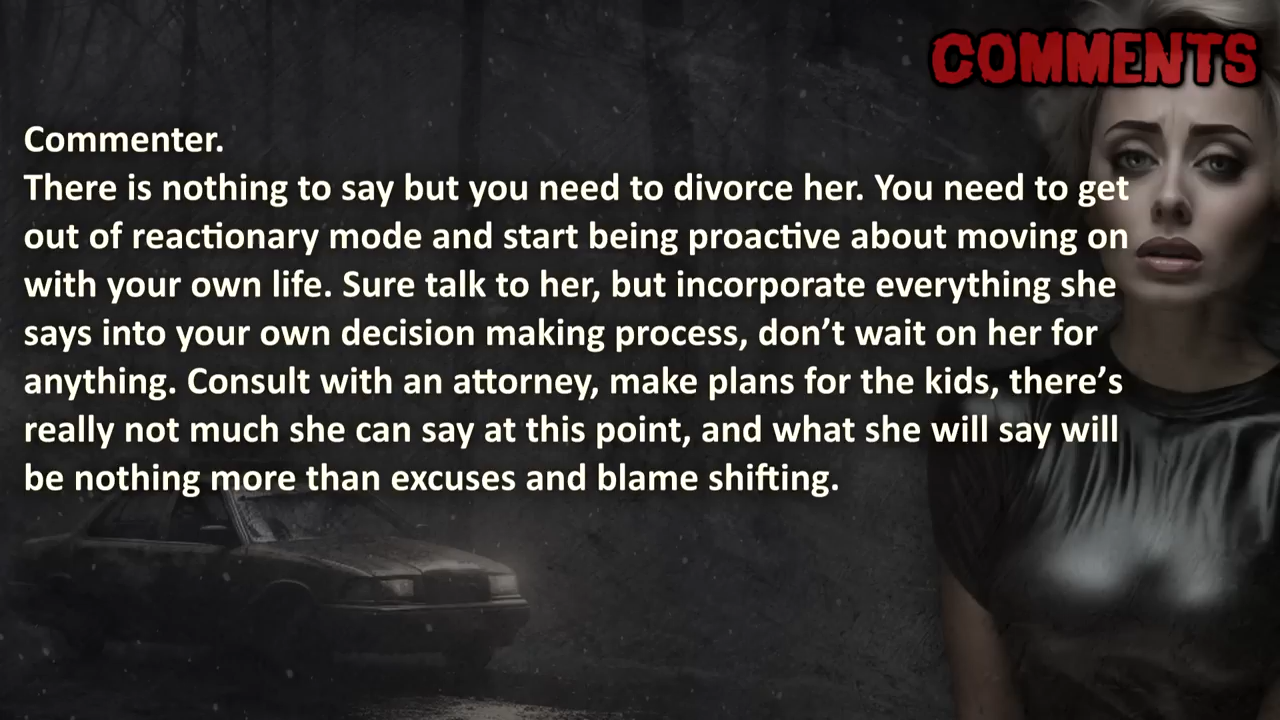 COMMENTS
Commenter.
There is nothing to say but you need to divorce her. You need to get
out of reactionary mode and start being proactive about moving on
with your own life. Sure talk to her, but incorporate everything she
says into your own decision making process, don’t wait on her for
anything. Consult with an attorney, make plans for the kids, there’s
really not much she can say at this point, and what she will say will
be nothing more than excuses and blame shifting.